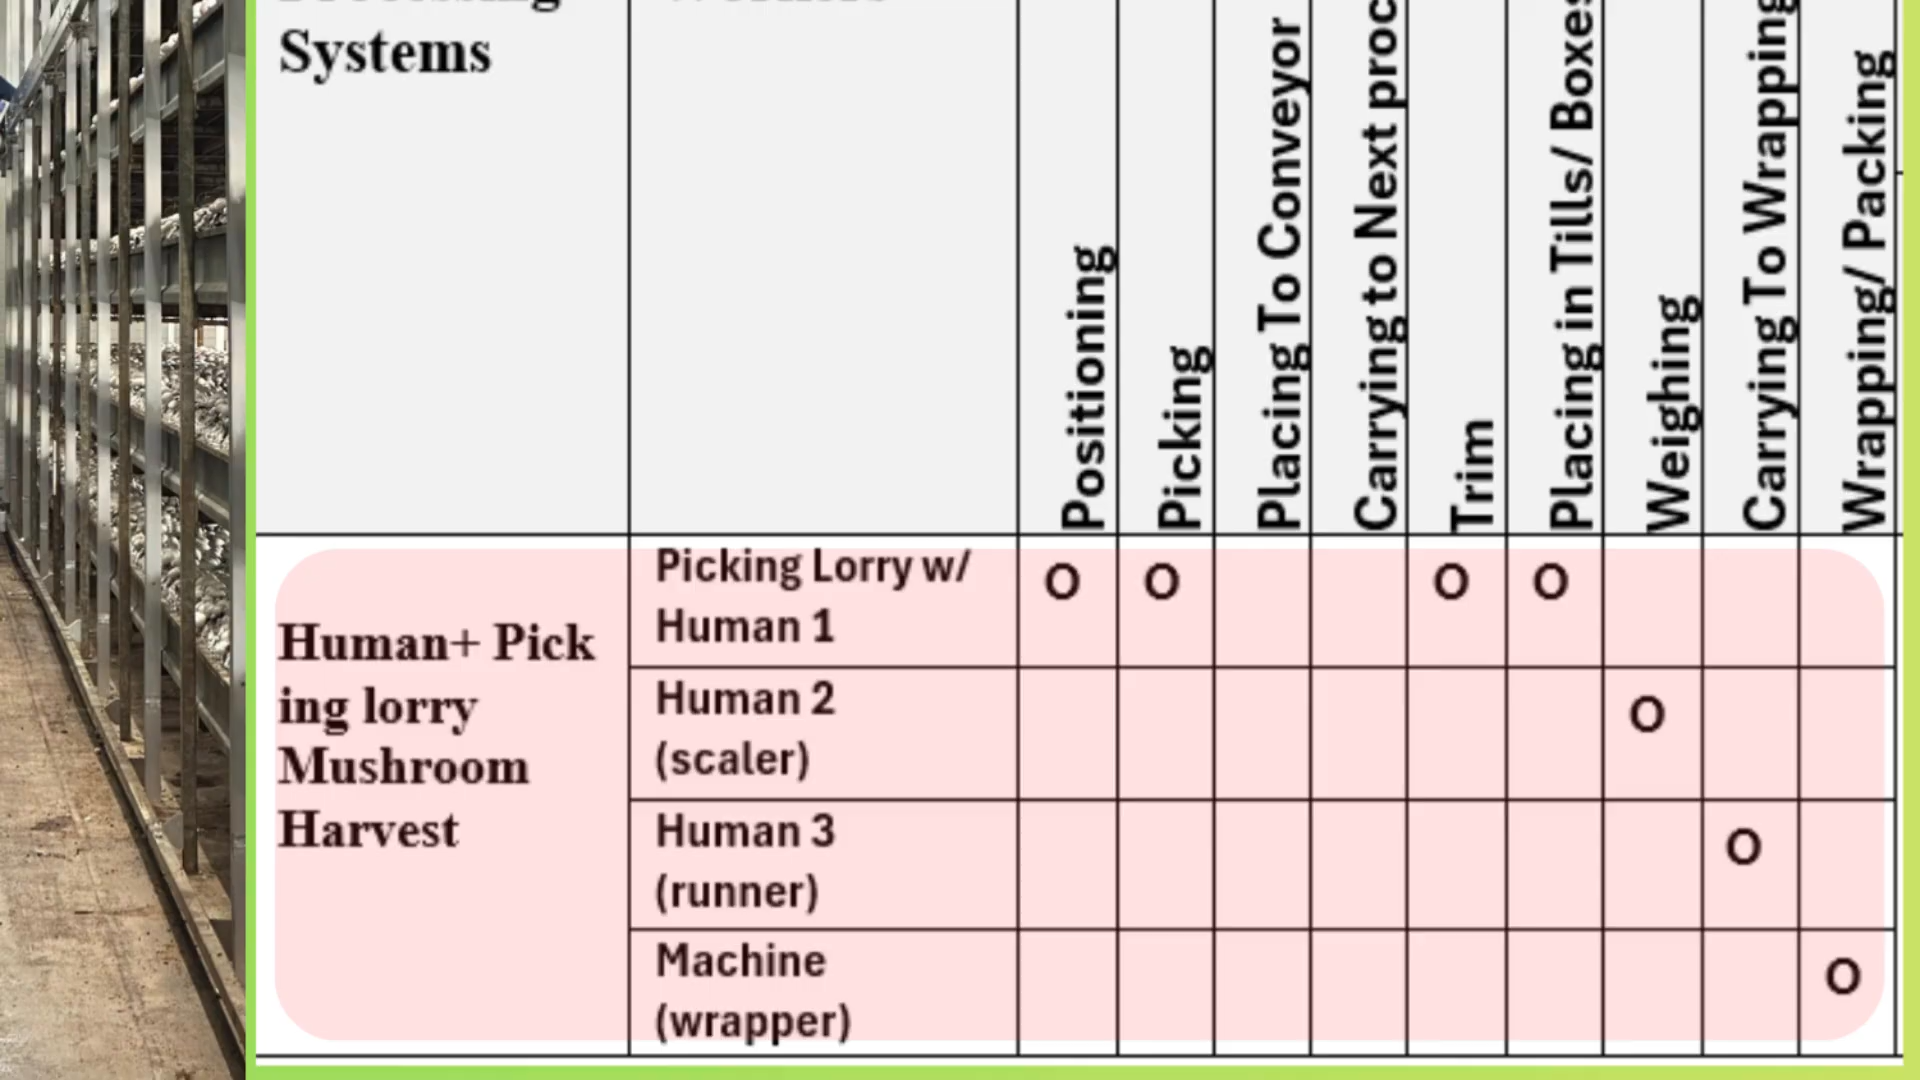 Systems
Positioning
Picking
Placing To Conveyor
Carrying to Next proc
Trim
Placing in Tills/ Boxes
Weighing
Carrying To Wrapping
Wrapping/ Packing
Human+ Pick
ing lorry
Mushroom
Harvest
Picking Lorry w/
Human 1
O O O O
Human 2
(scaler)
O
Human 3
(runner)
O
Machine
(wrapper)
O